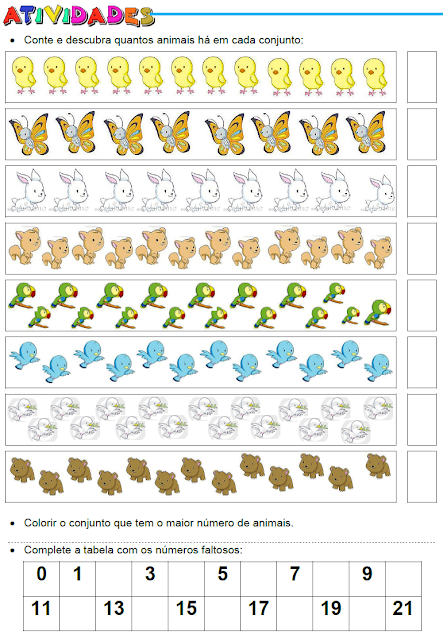 ATIVIDADES
• Conte e descubra quantos animais há em cada conjunto:
• Colorir o conjunto que tem o maior número de animais.
• Complete a tabela com os números faltosos:
0 1 3 5 7 9
11 13 15 17 19 21